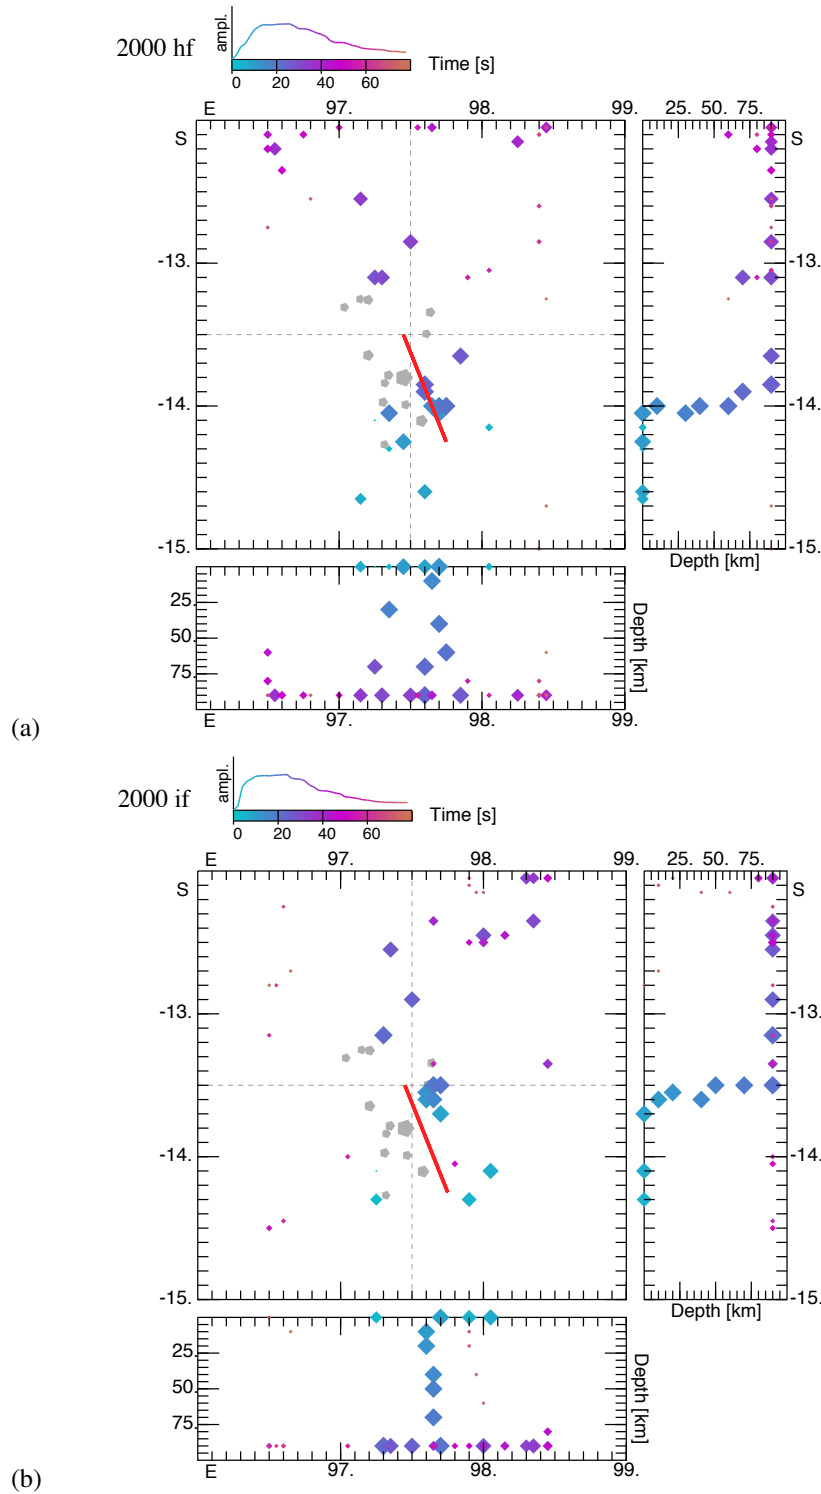 ampl.
2000 hf
Time [s]
0 20 40 60
E 97. 98. 99. 25. 50. 75.
S S
-13. -13.
-14. -14.
-15. -15.
Depth [km]
25.
50.
75.
Depth [km]
E 97. 98. 99.
(a)
ampl.
2000 if
Time [s]
0 20 40 60
E 97. 98. 99. 25. 50. 75.
S S
-13. -13.
-14. -14.
-15. -15.
Depth [km]
25.
50.
75.
Depth [km]
E 97. 98. 99.
(b)